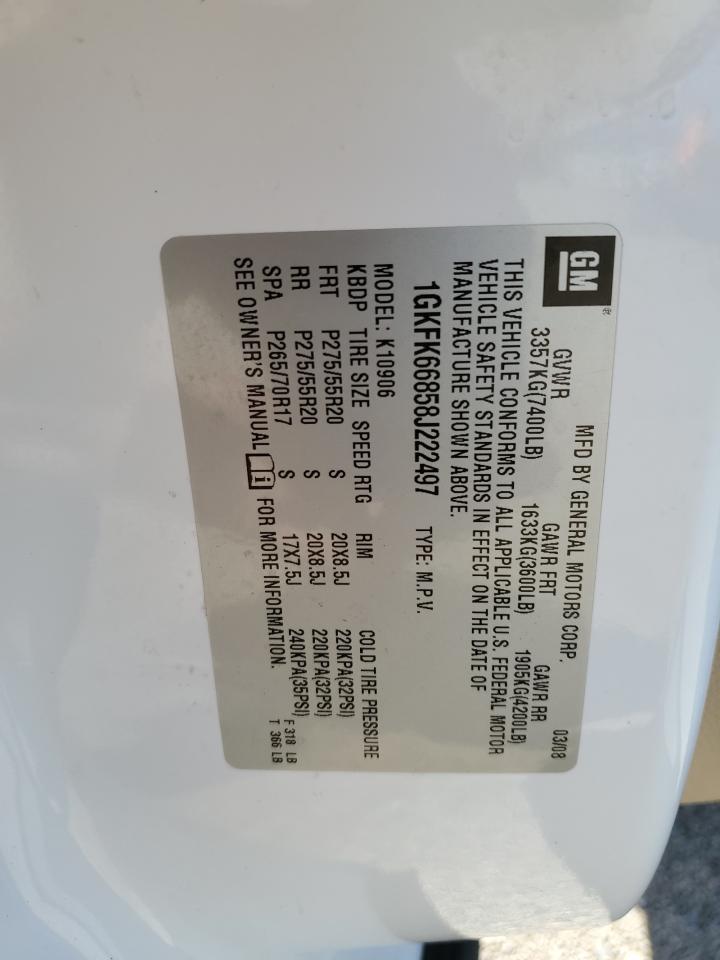 GM®
MFD BY GENERAL MOTORS CORP. 03/08
GVWR GAWR FRT GAWR RR
3357KG(7400LB) 1633KG(3600LB) 1905KG(4200LB)
THIS VEHICLE CONFORMS TO ALL APPLICABLE U.S. FEDERAL MOTOR
VEHICLE SAFETY STANDARDS IN EFFECT ON THE DATE OF
MANUFACTURE SHOWN ABOVE.
1GKFK66858J222497 TYPE: M.P.V.
MODEL: K10906
KBDP TIRE SIZE SPEED RTG RIM COLD TIRE PRESSURE
FRT P275/55R20 S 20X8.5J 220KPA(32PSI)
RR P275/55R20 S 20X8.5J 220KPA(32PSI)
SPA P265/70R17 S 17X7.5J 240KPA(35PSI) F 318 LB
SEE OWNER'S MANUAL i FOR MORE INFORMATION. T 366 LB